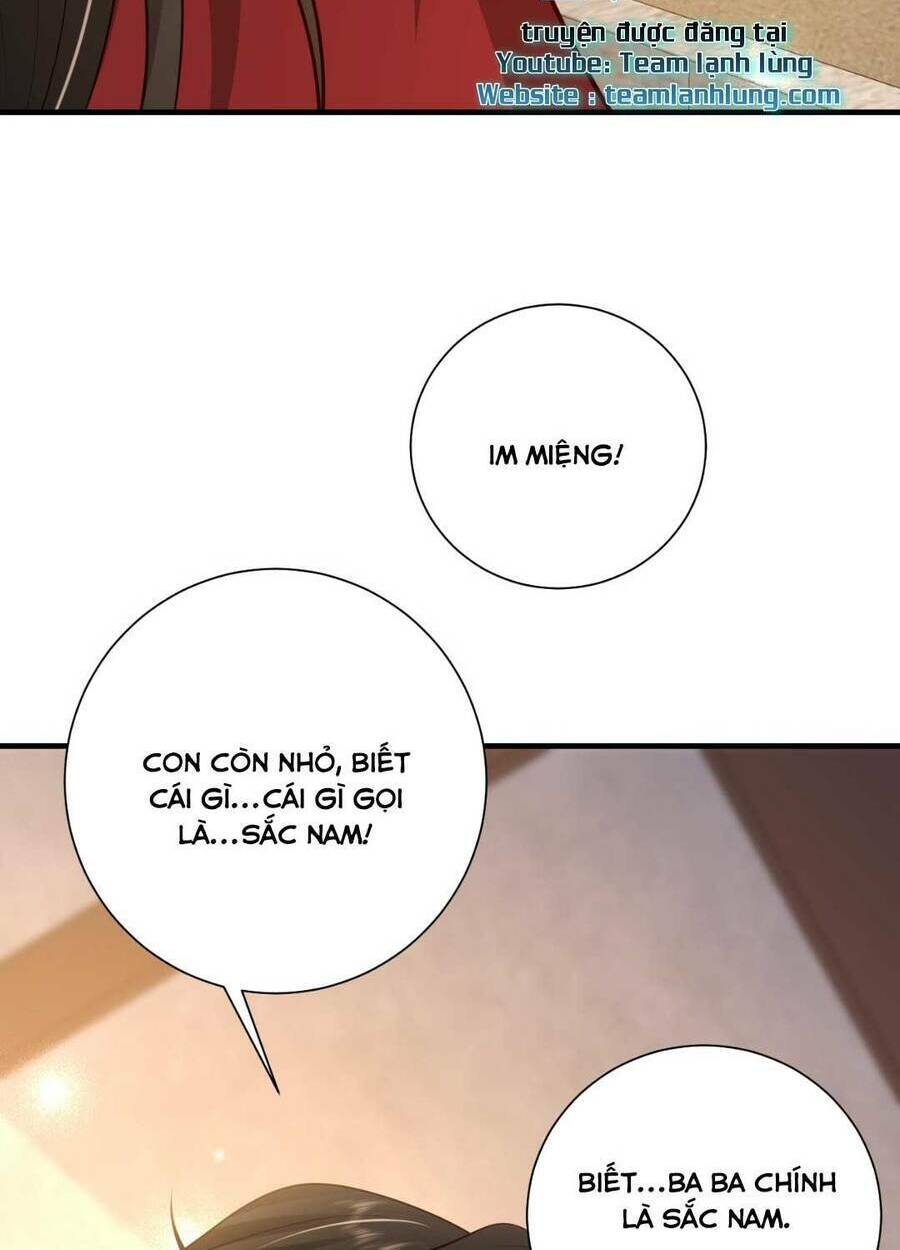 truyện được đăng tại
Youtube: Team lạnh lùng
Website : teamlanhlung.com
IM MIỆNG!
CON CÒN NHỎ, BIẾT
CÁI GÌ...CÁI GÌ GỌI
LÀ...SẮC NAM!
BIẾT...BA BA CHÍNH
LÀ SẮC NAM.